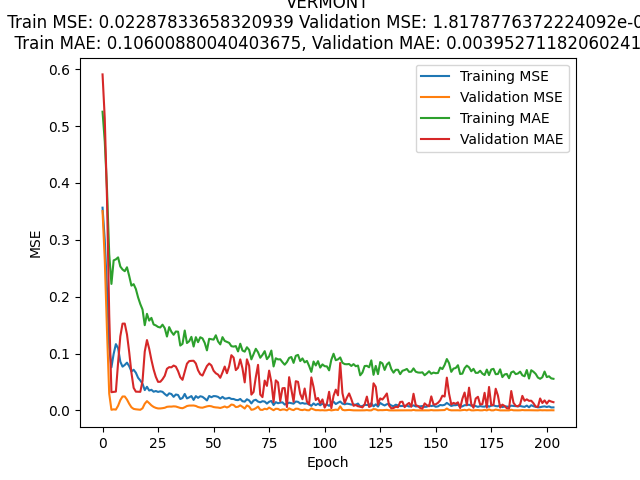 VERMONT
Train MSE: 0.02287833658320939 Validation MSE: 1.8178776372224092e-0
Train MAE: 0.10600880040403675, Validation MAE: 0.00395271182060241
0.6
0.5
0.4
0.3
0.2
0.1
0.0
MSE
Training MSE
Validation MSE
Training MAE
Validation MAE
0 25 50 75 100 125 150 175 200
Epoch